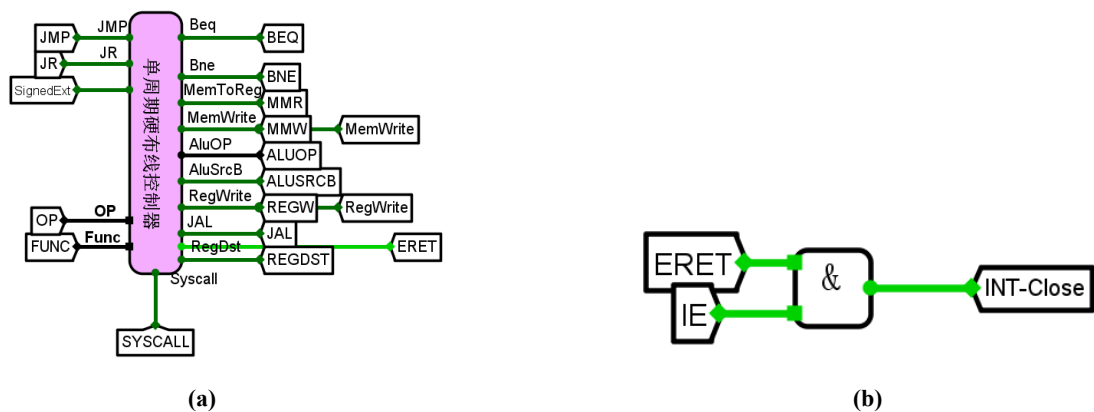 JMP JMP Beq BEQ
JR JR
SignedExt Bne BNE
MemToReg MMR
MemWrite MMW MemWrite
AluOP ALUOP
AluSrcB ALUSRCB
RegWrite REGW RegWrite
OP OP JAL JAL
FUNC Func RegDst ERET
REGDST
Syscall
SYSCALL
单周期硬布线控制器
(a)
ERET
IE
&
INT-Close
(b)